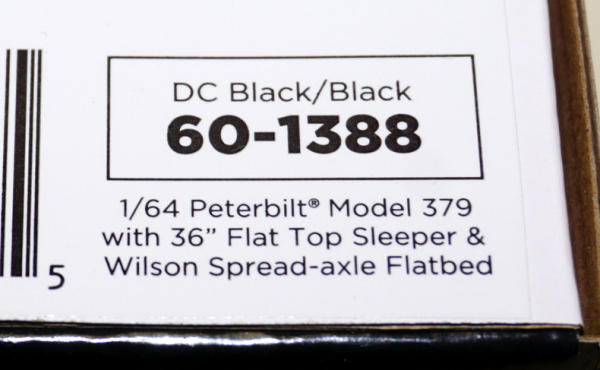 DC Black/Black
60-1388
1/64 Peterbilt® Model 379
with 36” Flat Top Sleeper &
Wilson Spread-axle Flatbed
5